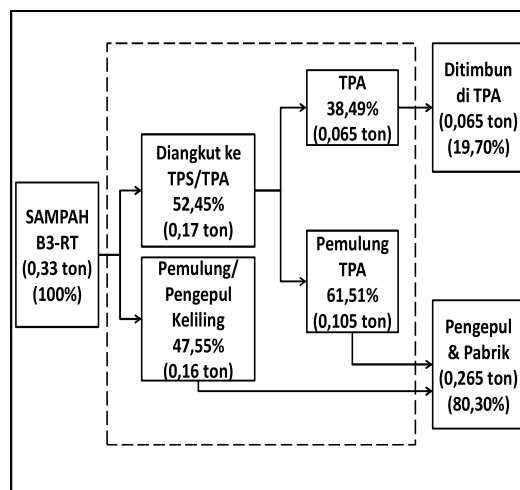 SAMPAH
B3-RT
(0,33 ton)
(100%)
Diangkut ke
TPS/TPA
52,45%
(0,17 ton)
Pemulung/
Pengepul
Keliling
47,55%
(0,16 ton)
TPA
38,49%
(0,065 ton)
Pemulung
TPA
61,51%
(0,105 ton)
Ditimbun
di TPA
(0,065 ton)
(19,70%)
Pengepul
& Pabrik
(0,265 ton)
(80,30%)